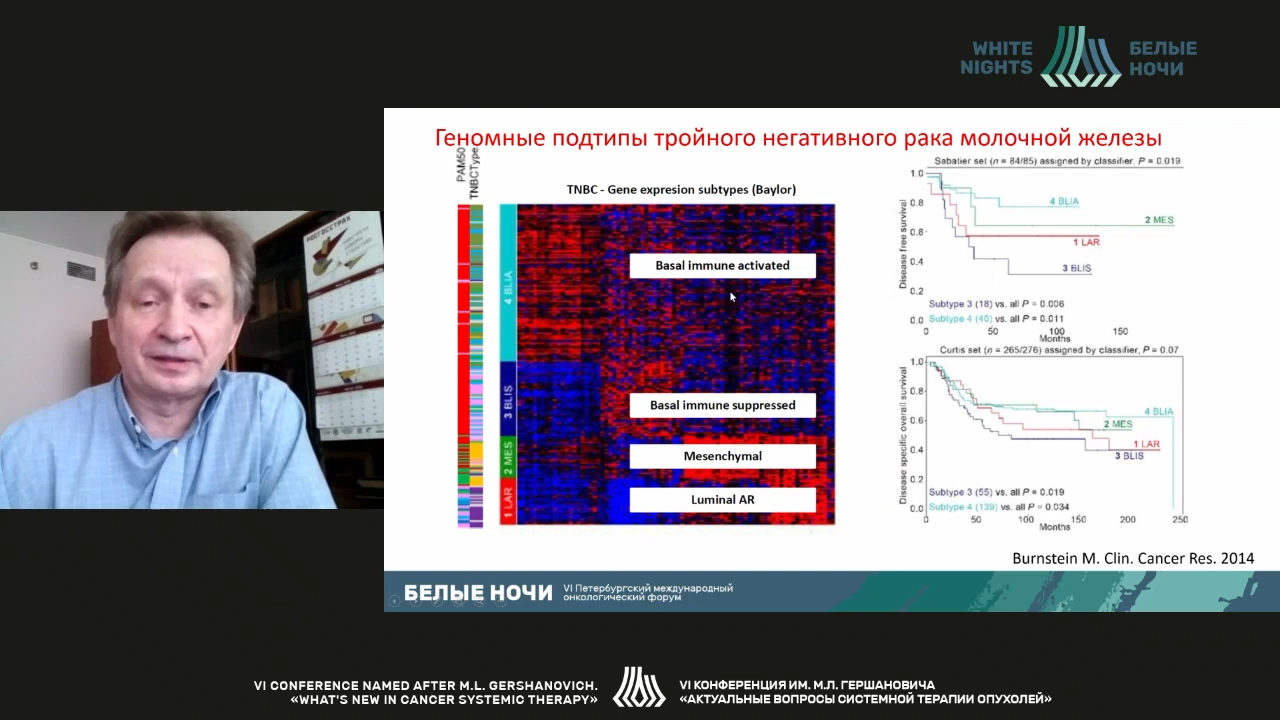 WHITE
NIGHTS
БЕЛЫЕ
НОЧИ
Геномные подтипы тройного негативного рака молочной железы
PAM50
TNBCType
TNBC - Gene expresion subtypes (Baylor)
4 BLIA
3 BLIS
2 MES
1 LAR
Basal immune activated
Basal immune suppressed
Mesenchymal
Luminal AR
Sabatier set (n = 84/85) assigned by classifier, P = 0.019
Disease free survival
1.0
0.8
0.6
0.4
0.2
0.0
4 BLIA
2 MES
1 LAR
3 BLIS
Subtype 3 (18) vs. all P = 0.006
Subtype 4 (40) vs. all P = 0.011
0 50 100 150
Months
Curtis set (n = 265/276) assigned by classifier, P = 0.07
Disease specific overall survival
1.0
0.8
0.6
0.4
0.2
0.0
4 BLIA
2 MES
1 LAR
3 BLIS
Subtype 3 (55) vs. all P = 0.019
Subtype 4 (139) vs. all P = 0.034
0 50 100 150 200 250
Months
Burnstein M. Clin. Cancer Res. 2014
РОСГОССТРАХ
БЕЛЫЕ НОЧИ
VI Петербургский международный
онкологический форум
VI CONFERENCE NAMED AFTER M.L. GERSHANOVICH.
«WHAT'S NEW IN CANCER SYSTEMIC THERAPY»
VI КОНФЕРЕНЦИЯ ИМ. М.Л. ГЕРШАНОВИЧА
«АКТУАЛЬНЫЕ ВОПРОСЫ СИСТЕМНОЙ ТЕРАПИИ ОПУХОЛЕЙ»